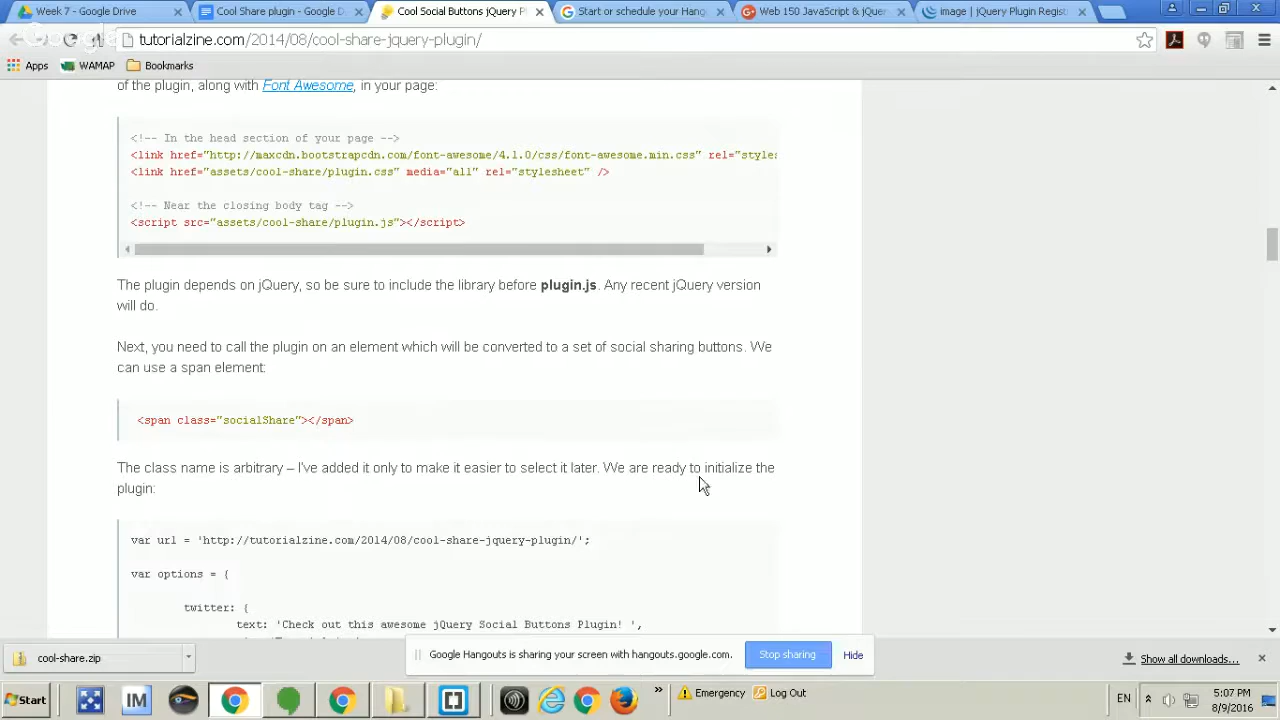 Week 7 - Google Drive
Cool Share plugin - Google D
Cool Social Buttons jQuery P
Start or schedule your Hang
Web 150 JavaScript & jQuer
image | jQuery Plugin Regist
tutorialzine.com/2014/08/cool-share-jquery-plugin/
Apps
WAMAP
Bookmarks
of the plugin, along with Font Awesome, in your page:
<!-- In the head section of your page -->
<link href="http://maxcdn.bootstrapcdn.com/font-awesome/4.1.0/css/font-awesome.min.css" rel="styles
<link href="assets/cool-share/plugin.css" media="all" rel="stylesheet" />
<!-- Near the closing body tag -->
<script src="assets/cool-share/plugin.js"></script>
The plugin depends on jQuery, so be sure to include the library before plugin.js. Any recent jQuery version
will do.
Next, you need to call the plugin on an element which will be converted to a set of social sharing buttons. We
can use a span element:
<span class="socialShare"></span>
The class name is arbitrary – I've added it only to make it easier to select it later. We are ready to initialize the
plugin:
var url = 'http://tutorialzine.com/2014/08/cool-share-jquery-plugin/';
var options = {
twitter: {
text: 'Check out this awesome jQuery Social Buttons Plugin! ',
cool-share.zip
Google Hangouts is sharing your screen with hangouts.google.com.
Stop sharing
Hide
Show all downloads...
Start
IM
Emergency
Log Out
EN
5:07 PM
8/9/2016